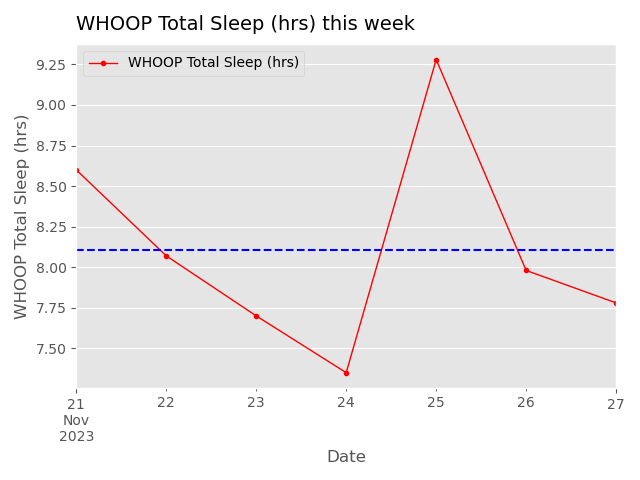 WHOOP Total Sleep (hrs) this week
WHOOP Total Sleep (hrs)
WHOOP Total Sleep (hrs)
9.25
9.00
8.75
8.50
8.25
8.00
7.75
7.50
21 22 23 24 25 26 27
Nov
2023
Date